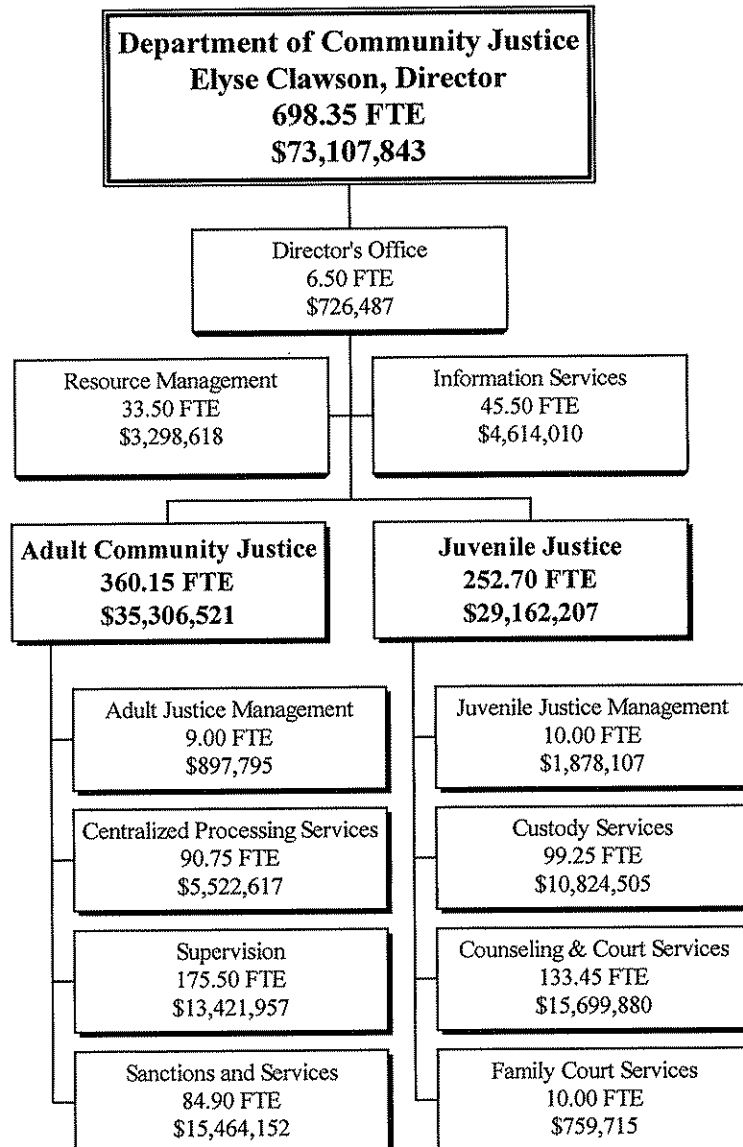 Department of Community Justice
Elyse Clawson, Director
698.35 FTE
$73,107,843
Director's Office
6.50 FTE
$726,487
Resource Management
33.50 FTE
$3,298,618
Information Services
45.50 FTE
$4,614,010
Adult Community Justice
360.15 FTE
$35,306,521
Juvenile Justice
252.70 FTE
$29,162,207
Adult Justice Management
9.00 FTE
$897,795
Centralized Processing Services
90.75 FTE
$5,522,617
Supervision
175.50 FTE
$13,421,957
Sanctions and Services
84.90 FTE
$15,464,152
Juvenile Justice Management
10.00 FTE
$1,878,107
Custody Services
99.25 FTE
$10,824,505
Counseling & Court Services
133.45 FTE
$15,699,880
Family Court Services
10.00 FTE
$759,715